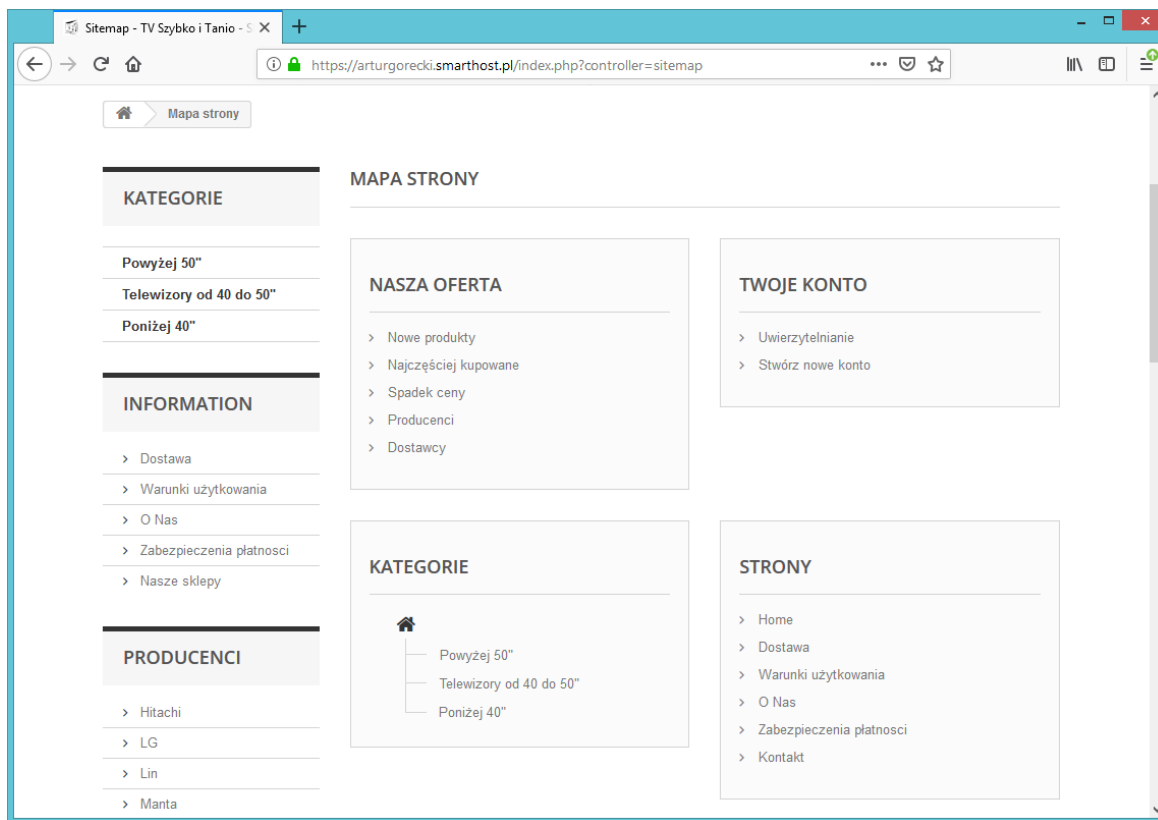 Sitemap - TV Szybko i Tanio - S
https://arturgorecki.smarthost.pl/index.php?controller=sitemap
Mapa strony
KATEGORIE
Powyżej 50"
Telewizory od 40 do 50"
Poniżej 40"
INFORMATION
Dostawa
Warunki użytkowania
O Nas
Zabezpieczenia płatnosci
Nasze sklepy
PRODUCENCI
Hitachi
LG
Lin
Manta
MAPA STRONY
NASZA OFERTA
Nowe produkty
Najczęściej kupowane
Spadek ceny
Producenci
Dostawcy
TWOJE KONTO
Uwierzytelnianie
Stwórz nowe konto
KATEGORIE
Powyżej 50"
Telewizory od 40 do 50"
Poniżej 40"
STRONY
Home
Dostawa
Warunki użytkowania
O Nas
Zabezpieczenia płatnosci
Kontakt